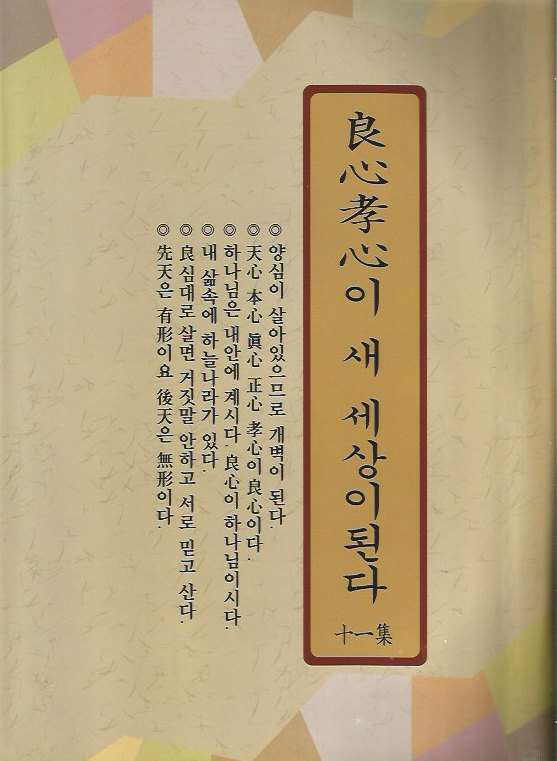 良心孝心이 새 세상이된다
十一集
◎ 양심이 살아있으므로 개벽이 된다.
◎ 天心 本心 眞心 正心 孝心이 良心이다.
◎ 하나님은 내안에 계시다. 良心이 하나님이시다.
◎ 내 삶속에 하늘나라가 있다.
◎ 良심대로 살면 거짓말 안하고 서로 믿고 산다.
◎ 先天은 有形이요 後天은 無形이다.